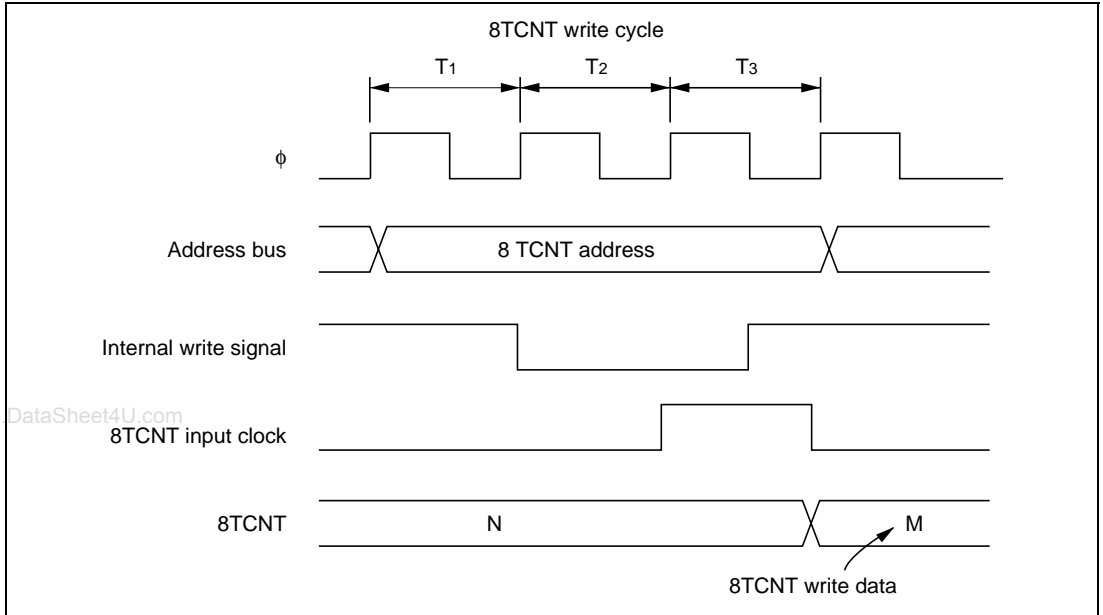 8TCNT write cycle
T1 T2 T3
φ
Address bus 8 TCNT address
Internal write signal
DataSheet4U.com
8TCNT input clock
8TCNT N M
8TCNT write data